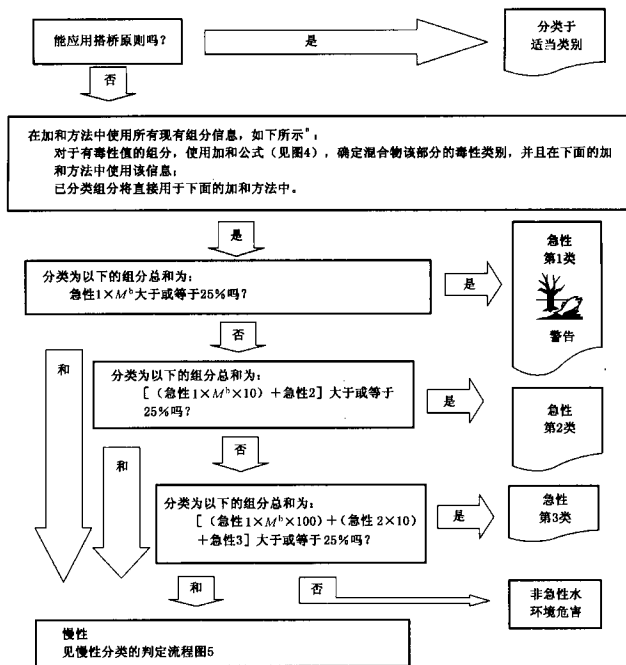 能应用搭桥原则吗?
是
分类于
适当类别
否
在加和方法中使用所有现有组分信息,如下所示ᵃ:
对于有毒性值的组分,使用加和公式(见图4),确定混合物该部分的毒性类别,并且在下面的加
和方法中使用该信息;
已分类组分将直接用于下面的加和方法中。
是
分类为以下的组分总和为:
急性1×Mᵇ大于或等于25%吗?
是
急性
第1类
警告
否
和
分类为以下的组分总和为:
[(急性1×Mᵇ×10)+急性2]大于或等于
25%吗?
是
急性
第2类
否
和
分类为以下的组分总和为:
[(急性1×Mᵇ×100)+(急性2×10)
+急性3]大于或等于25%吗?
是
急性
第3类
和
否
非急性水
环境危害
慢性
见慢性分类的判定流程图5